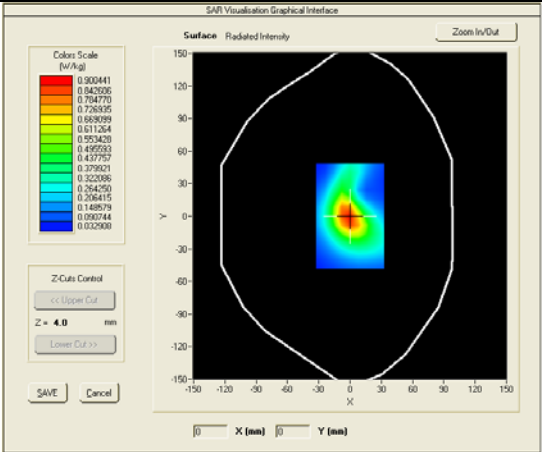 SAR Visualisation Graphical Interface
Surface Radiated Intensity
Zoom In/Out
Colors Scale
(W/kg)
0.900441
0.842606
0.784770
0.726935
0.669099
0.611264
0.553428
0.495593
0.437757
0.379921
0.322086
0.264250
0.206415
0.148579
0.090744
0.032908
Z-Cuts Control
<< Upper Cut
Z = 4.0 mm
Lower Cut >>
SAVE Cancel
150
120
90
60
30
0
-30
-60
-90
-120
-150
Y
-150 -120 -90 -60 -30 0 30 60 90 120 150
X
0 X (mm) 0 Y (mm)